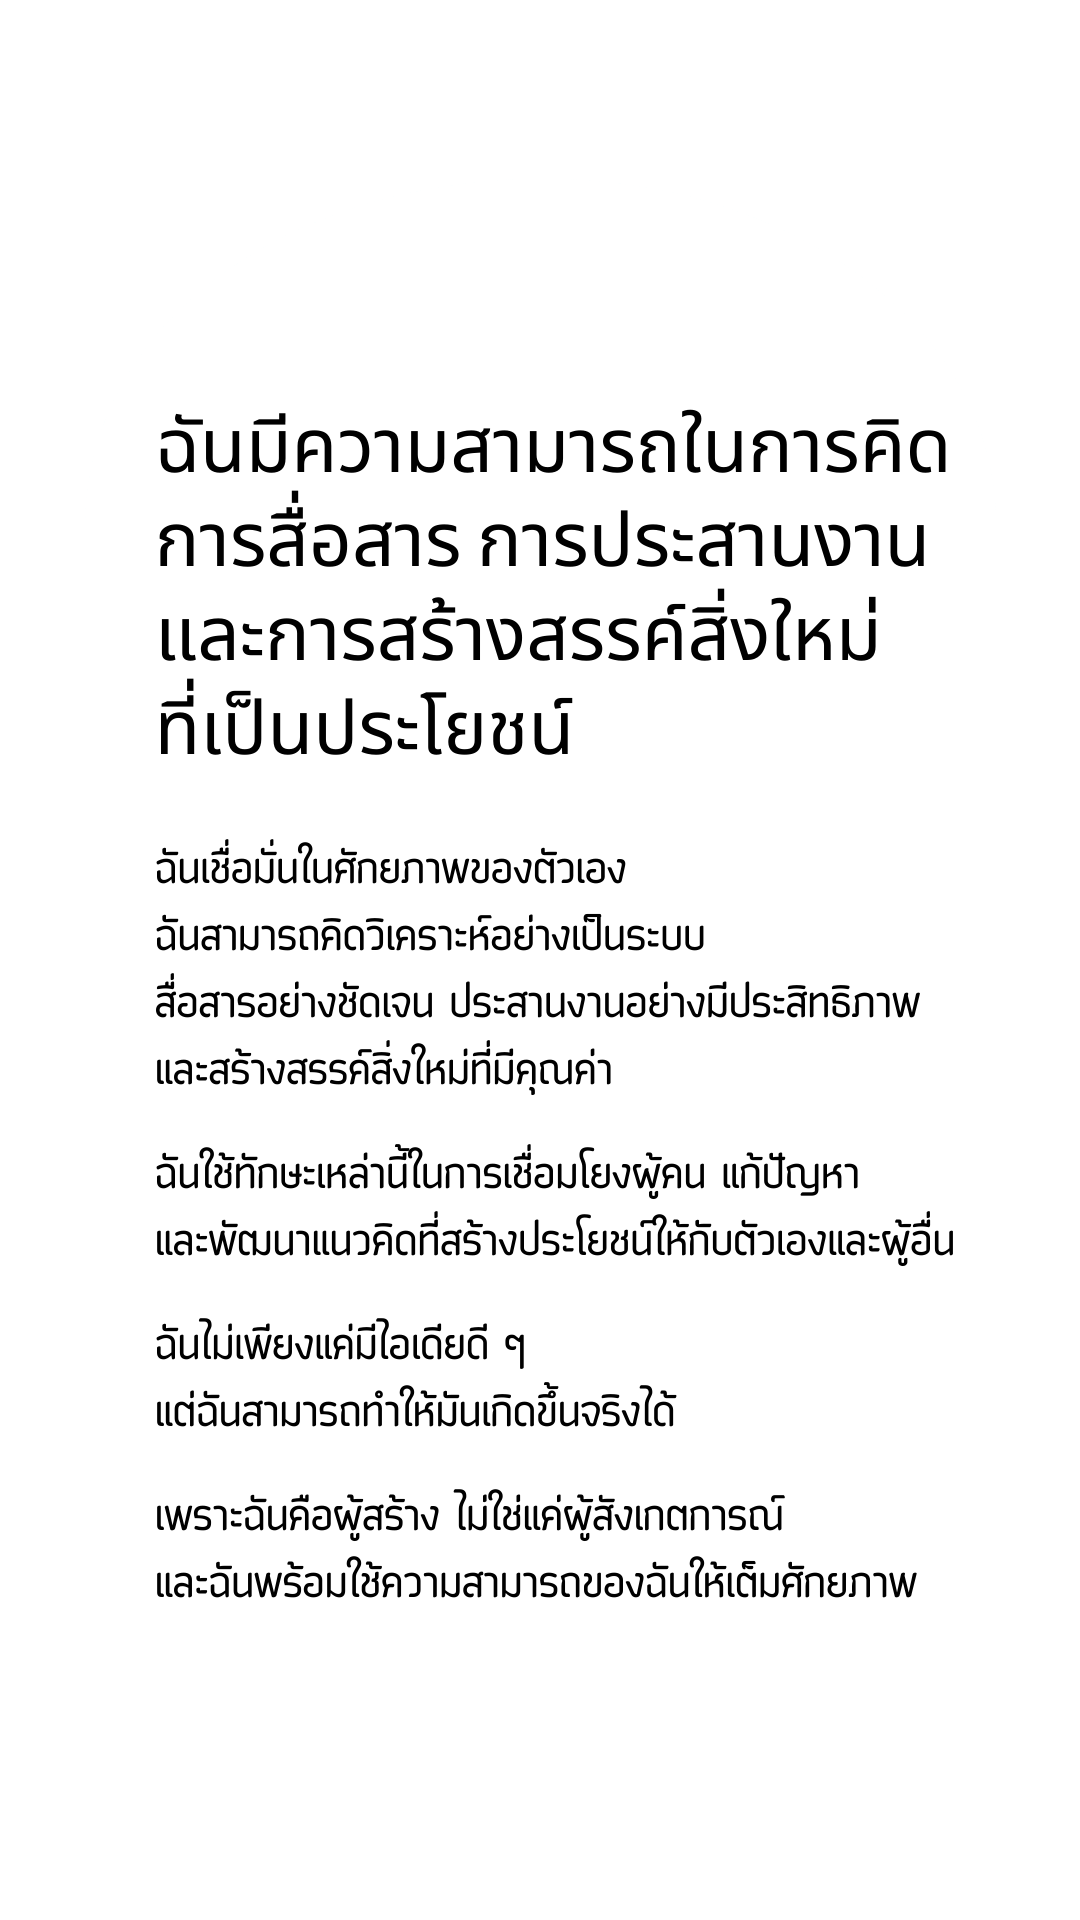 ฉันมีความสามารถในการคิด
การสื่อสาร การประสานงาน
และการสร้างสรรค์สิ่งใหม่
ที่เป็นประโยชน์
ฉันเชื่อมั่นในศักยภาพของตัวเอง
ฉันสามารถคิดวิเคราะห์อย่างเป็นระบบ
สื่อสารอย่างชัดเจน ประสานงานอย่างมีประสิทธิภาพ
และสร้างสรรค์สิ่งใหม่ที่มีคุณค่า
ฉันใช้ทักษะเหล่านี้ในการเชื่อมโยงผู้คน แก้ปัญหา
และพัฒนาแนวคิดที่สร้างประโยชน์ให้กับตัวเองและผู้อื่น
ฉันไม่เพียงแค่มีไอเดียดี ๆ
แต่ฉันสามารถทำให้มันเกิดขึ้นจริงได้
เพราะฉันคือผู้สร้าง ไม่ใช่แค่ผู้สังเกตการณ์
และฉันพร้อมใช้ความสามารถของฉันให้เต็มศักยภาพ